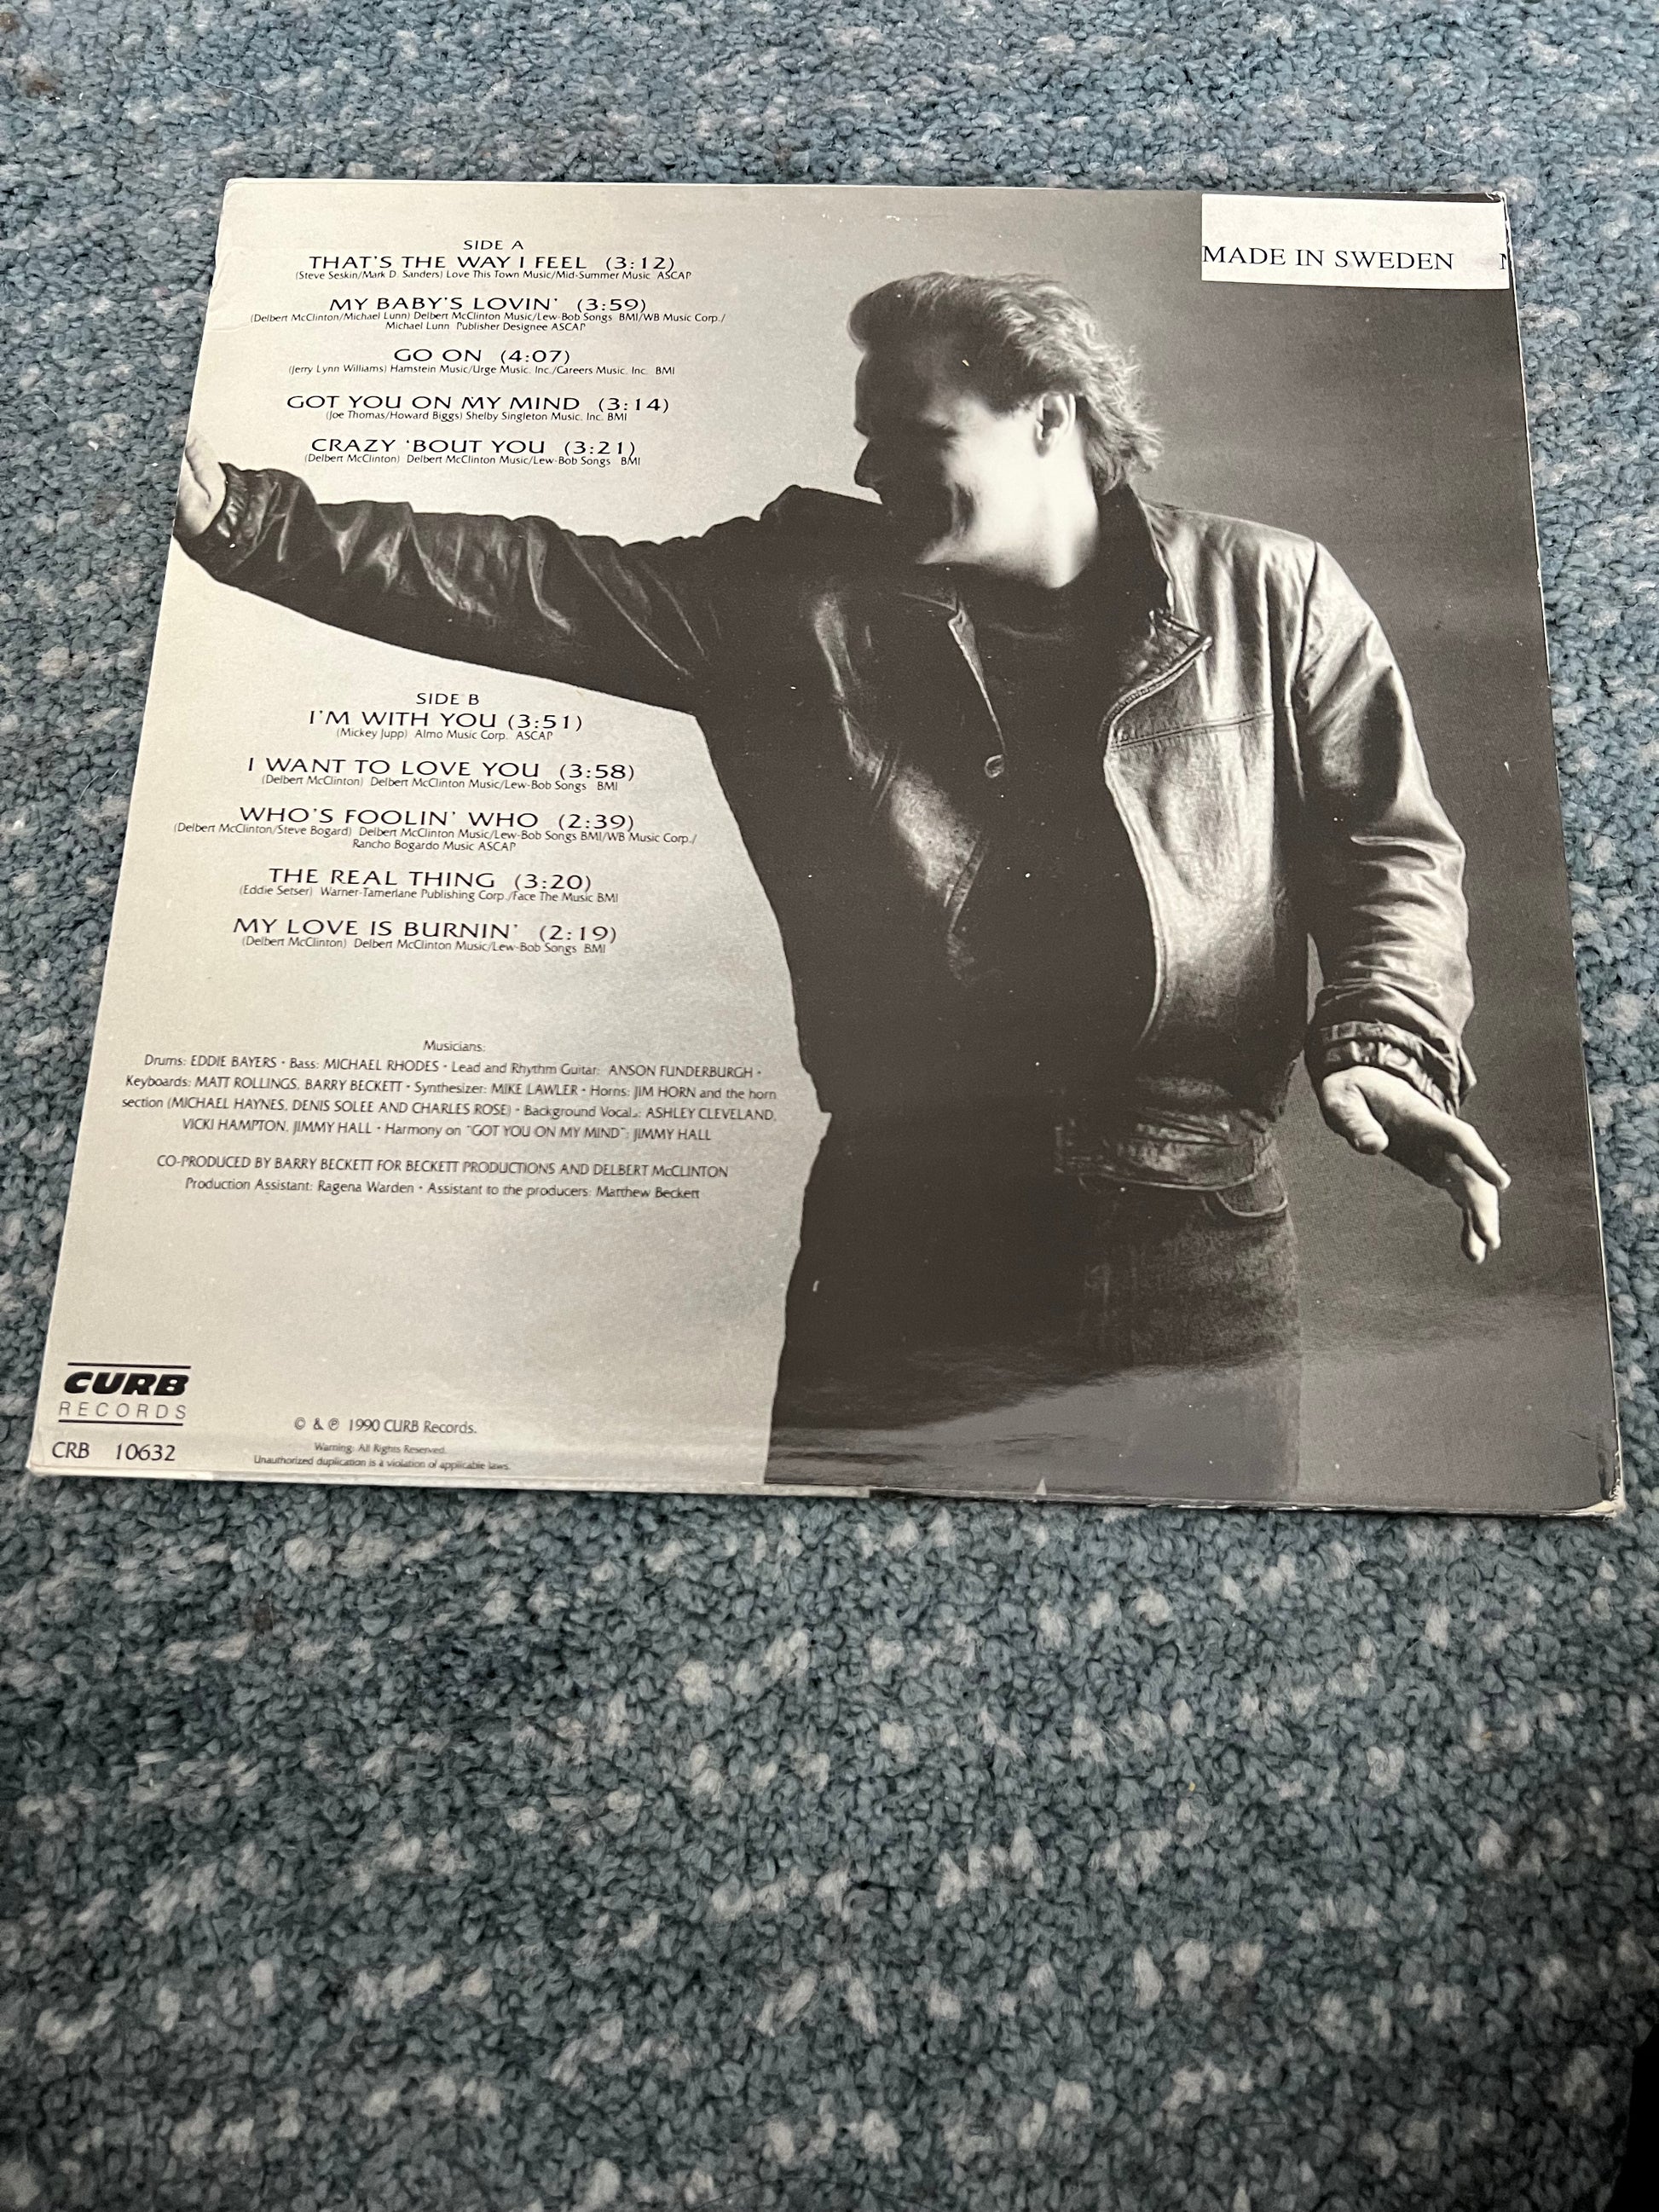 MADE IN SWEDEN
SIDE A
THAT'S THE WAY I FEEL (3:12)
(Steve Seskin/Mark D. Sanders) Love This Town Music/Mid-Summer Music ASCAP
MY BABY'S LOVIN' (3:59)
(Delbert McClinton/Michael Lunn) Delbert McClinton Music/Lew-Bob Songs BMI/WB Music Corp./
Michael Lunn Publisher Designee ASCAP
GO ON (4:07)
(Jerry Lynn Williams) Hamstein Music/Urge Music, Inc./Careers Music, Inc. BMI
GOT YOU ON MY MIND (3:14)
(Joe Thomas/Howard Biggs) Shelby Singleton Music, Inc. BMI
CRAZY 'BOUT YOU (3:21)
(Delbert McClinton) Delbert McClinton Music/Lew-Bob Songs BMI
SIDE B
I'M WITH YOU (3:51)
(Mickey Jupp) Almo Music Corp. ASCAP
I WANT TO LOVE YOU (3:58)
(Delbert McClinton) Delbert McClinton Music/Lew-Bob Songs BMI
WHO'S FOOLIN' WHO (2:39)
(Delbert McClinton/Steve Bogard) Delbert McClinton Music/Lew-Bob Songs BMI/WB Music Corp./
Rancho Bogardo Music ASCAP
THE REAL THING (3:20)
(Eddie Setser) Warner-Tamerlane Publishing Corp./Face The Music BMI
MY LOVE IS BURNIN' (2:19)
(Delbert McClinton) Delbert McClinton Music/Lew-Bob Songs BMI
Musicians:
Drums: EDDIE BAYERS • Bass: MICHAEL RHODES • Lead and Rhythm Guitar: ANSON FUNDERBURGH •
Keyboards: MATT ROLLINGS, BARRY BECKETT • Synthesizer: MIKE LAWLER • Horns: JIM HORN and the horn
section (MICHAEL HAYNES, DENIS SOLEE AND CHARLES ROSE) • Background Vocals: ASHLEY CLEVELAND,
VICKI HAMPTON, JIMMY HALL • Harmony on "GOT YOU ON MY MIND": JIMMY HALL
CO-PRODUCED BY BARRY BECKETT FOR BECKETT PRODUCTIONS AND DELBERT McCLINTON
Production Assistant: Ragena Warden • Assistant to the producers: Matthew Beckett
CURB
RECORDS
CRB 10632
© & ℗ 1990 CURB Records.
Warning: All Rights Reserved.
Unauthorized duplication is a violation of applicable laws.